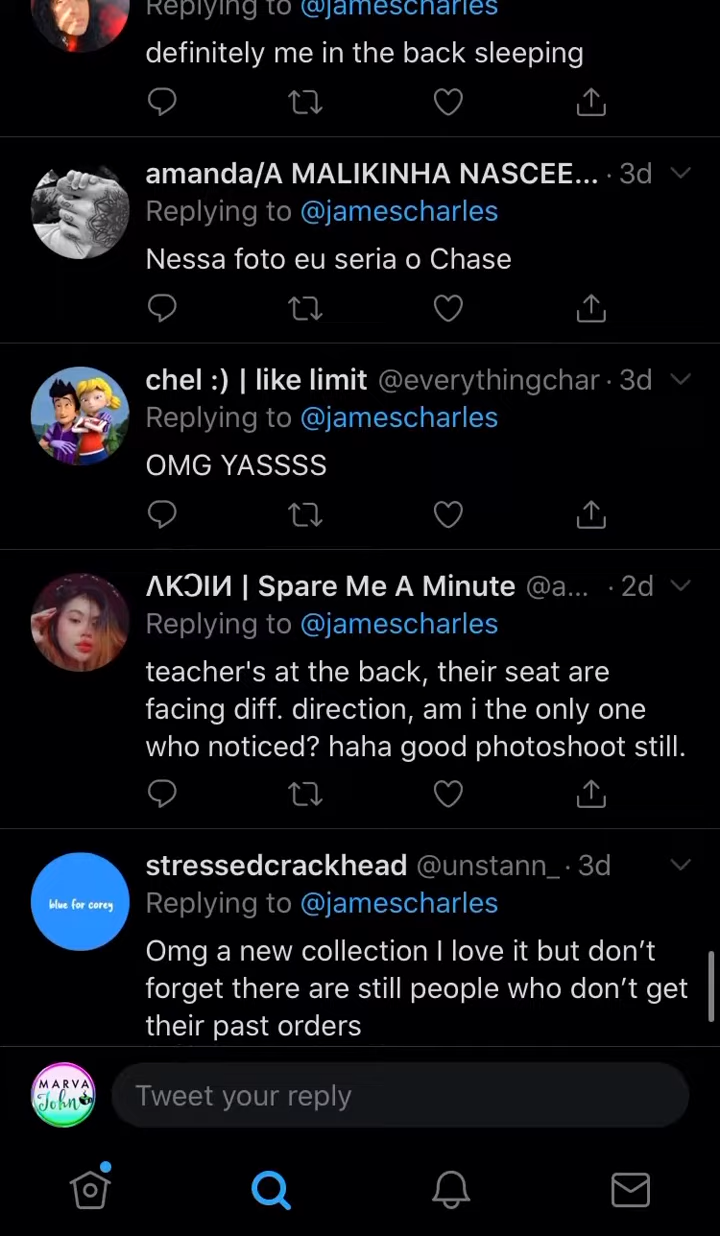 Replying to @jamescharles
definitely me in the back sleeping
amanda/A MALIKINHA NASCEE... · 3d
Replying to @jamescharles
Nessa foto eu seria o Chase
chel :) | like limit @everythingchar · 3d
Replying to @jamescharles
OMG YASSSS
ΛKƆIИ | Spare Me A Minute @a... · 2d
Replying to @jamescharles
teacher's at the back, their seat are
facing diff. direction, am i the only one
who noticed? haha good photoshoot still.
stressedcrackhead @unstann_ · 3d
blue for corey
Replying to @jamescharles
Omg a new collection I love it but don’t
forget there are still people who don’t get
their past orders
MARVA
John
Tweet your reply